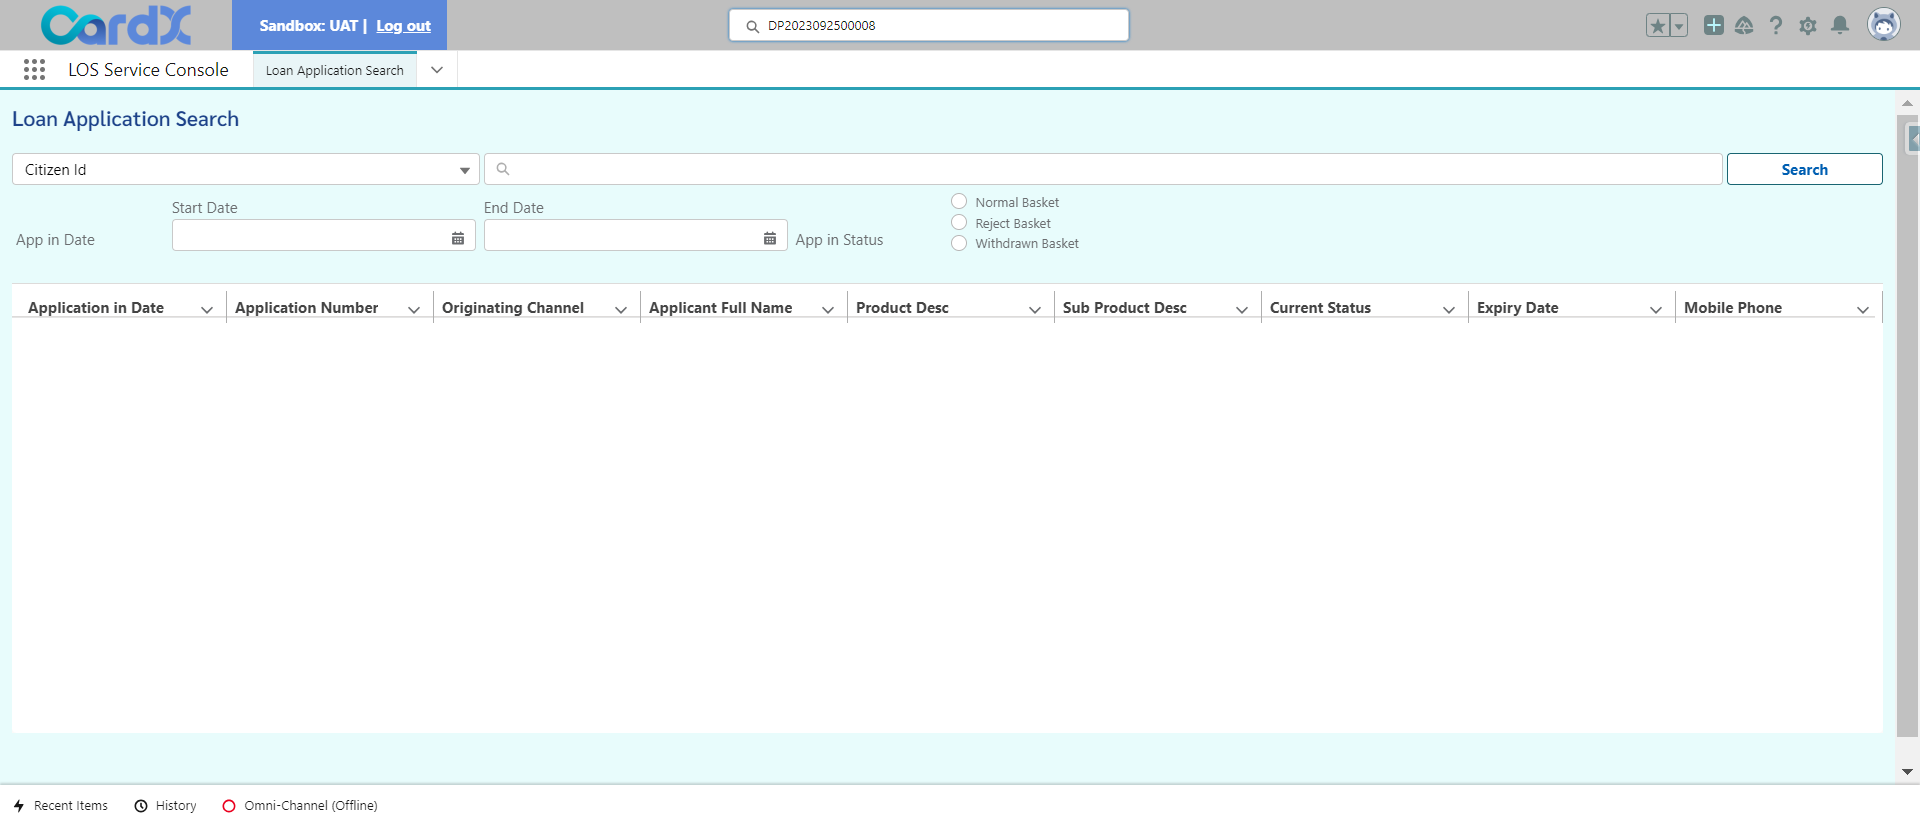 CardX
Sandbox: UAT | Log out
DP2023092500008
LOS Service Console
Loan Application Search
Loan Application Search
Citizen Id
Search
Start Date
End Date
App in Date
App in Status
Normal Basket
Reject Basket
Withdrawn Basket
Application in Date Application Number Originating Channel Applicant Full Name Product Desc Sub Product Desc Current Status Expiry Date Mobile Phone
Recent Items History Omni-Channel (Offline)